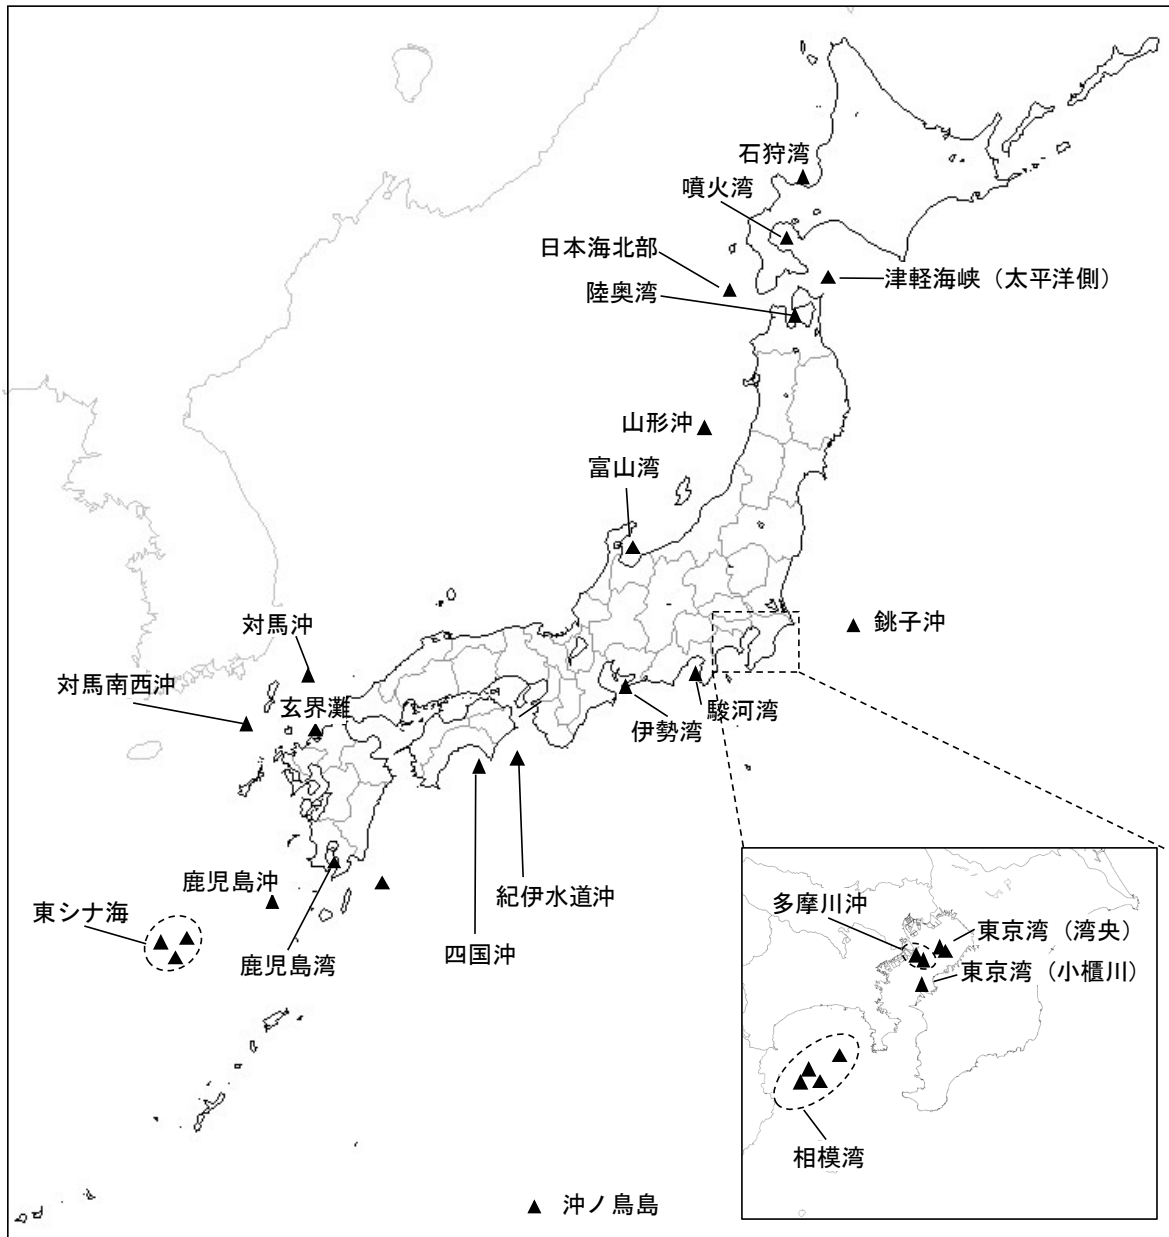 石狩湾
噴火湾
日本海北部
津軽海峡（太平洋側）
陸奥湾
山形沖
富山湾
対馬沖
銚子沖
対馬南西沖
玄界灘
駿河湾
伊勢湾
鹿児島沖
紀伊水道沖
東シナ海
四国沖
鹿児島湾
多摩川沖
東京湾（湾央）
東京湾（小櫃川）
相模湾
沖ノ鳥島